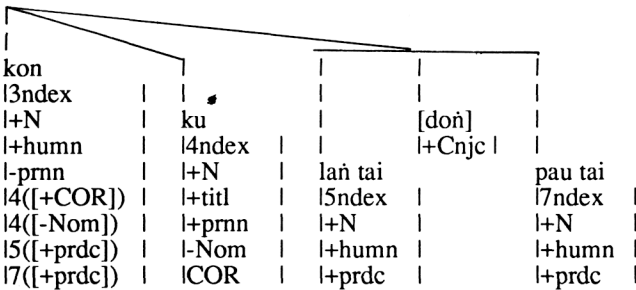 kon
|3ndex |
|+N | ku [doṅ]
|+humn | |4ndex | |+Cnjc |
|-prnn | |+N | laṅ tai pau tai
|4([+COR]) | |+titl | |5ndex | |7ndex |
|4([-Nom]) | |+prnn | |+N | |+N |
|5([+prdc]) | |-Nom | |+humn | |+humn |
|7([+prdc]) | |COR | |+prdc | |+prdc |